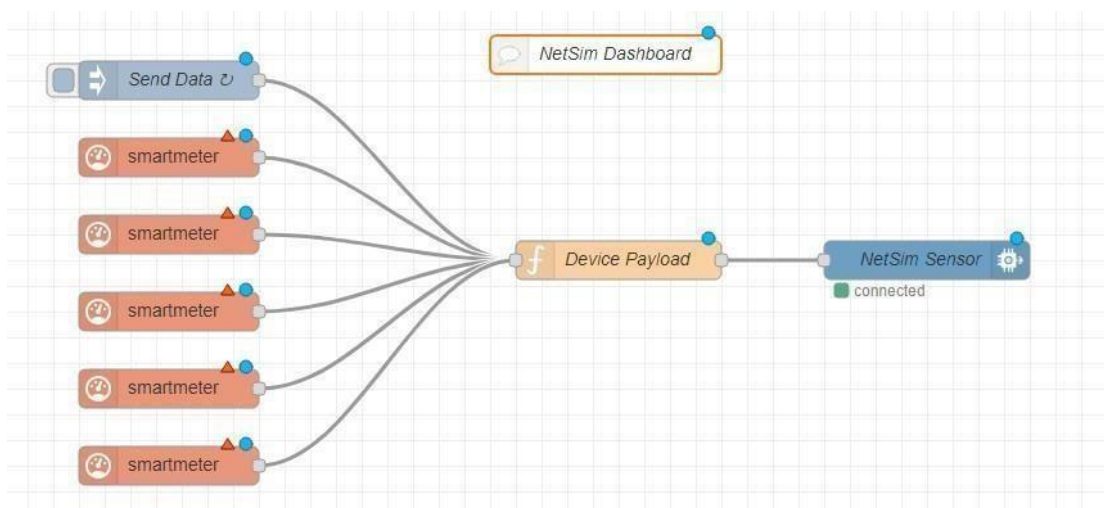 NetSim Dashboard
Send Data ↻
smartmeter
smartmeter
Device Payload
NetSim Sensor
connected
smartmeter
smartmeter
smartmeter